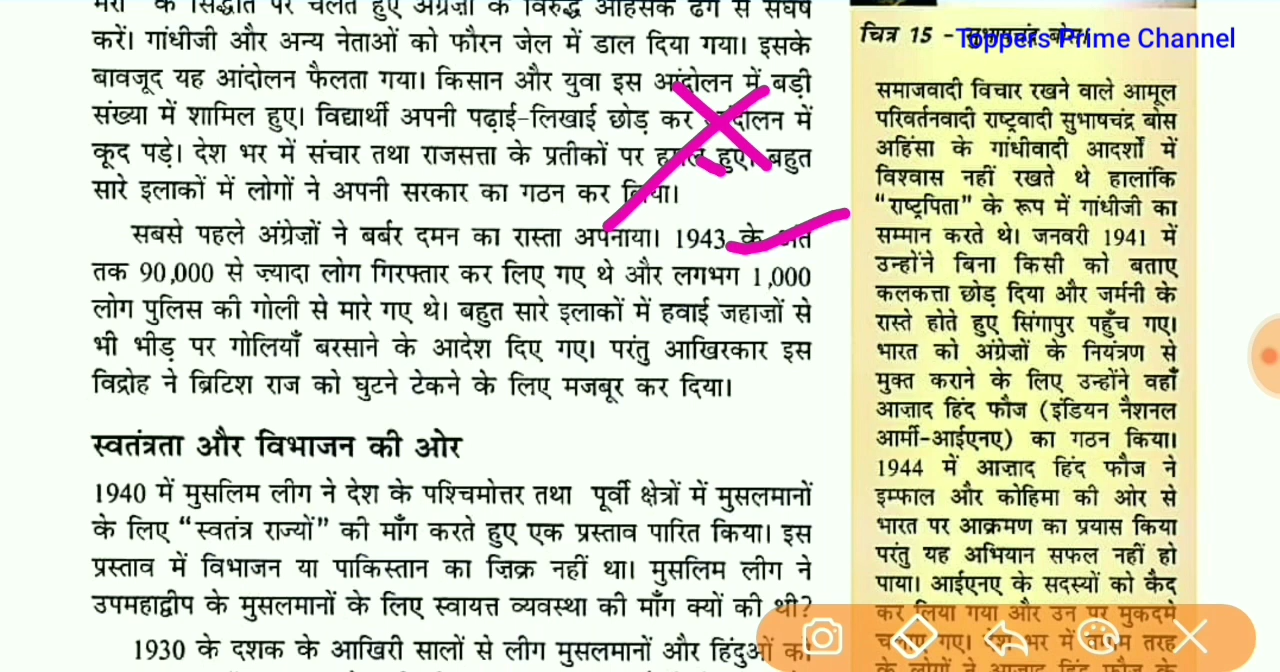 के सिद्धांत पर चलते हुए अंग्रेज़ों के विरुद्ध अहिंसक ढंग से संघर्ष
करें। गांधीजी और अन्य नेताओं को फौरन जेल में डाल दिया गया। इसके
बावजूद यह आंदोलन फैलता गया। किसान और युवा इस आंदोलन में बड़ी
संख्या में शामिल हुए। विद्यार्थी अपनी पढ़ाई-लिखाई छोड़ कर आंदोलन में
कूद पड़े। देश भर में संचार तथा राजसत्ता के प्रतीकों पर हमले हुए। बहुत
सारे इलाकों में लोगों ने अपनी सरकार का गठन कर लिया।
सबसे पहले अंग्रेज़ों ने बर्बर दमन का रास्ता अपनाया। 1943 के अंत
तक 90,000 से ज़्यादा लोग गिरफ्तार कर लिए गए थे और लगभग 1,000
लोग पुलिस की गोली से मारे गए थे। बहुत सारे इलाकों में हवाई जहाज़ों से
भी भीड़ पर गोलियाँ बरसाने के आदेश दिए गए। परंतु आखिरकार इस
विद्रोह ने ब्रिटिश राज को घुटने टेकने के लिए मजबूर कर दिया।
स्वतंत्रता और विभाजन की ओर
1940 में मुसलिम लीग ने देश के पश्चिमोत्तर तथा पूर्वी क्षेत्रों में मुसलमानों
के लिए “स्वतंत्र राज्यों” की माँग करते हुए एक प्रस्ताव पारित किया। इस
प्रस्ताव में विभाजन या पाकिस्तान का ज़िक्र नहीं था। मुसलिम लीग ने
उपमहाद्वीप के मुसलमानों के लिए स्वायत्त व्यवस्था की माँग क्यों की थी?
1930 के दशक के आखिरी सालों से लीग मुसलमानों और हिंदुओं को
चित्र 15 - सुभाषचंद्र बोस।
Toppers Prime Channel
समाजवादी विचार रखने वाले आमूल
परिवर्तनवादी राष्ट्रवादी सुभाषचंद्र बोस
अहिंसा के गांधीवादी आदर्शों में
विश्वास नहीं रखते थे हालांकि
“राष्ट्रपिता” के रूप में गांधीजी का
सम्मान करते थे। जनवरी 1941 में
उन्होंने बिना किसी को बताए
कलकत्ता छोड़ दिया और जर्मनी के
रास्ते होते हुए सिंगापुर पहुँच गए।
भारत को अंग्रेज़ों के नियंत्रण से
मुक्त कराने के लिए उन्होंने वहाँ
आज़ाद हिंद फौज (इंडियन नैशनल
आर्मी-आईएनए) का गठन किया।
1944 में आज़ाद हिंद फौज ने
इम्फाल और कोहिमा की ओर से
भारत पर आक्रमण का प्रयास किया
परंतु यह अभियान सफल नहीं हो
पाया। आईएनए के सदस्यों को कैद
कर लिया गया और उन पर मुकदमे
चलाए गए। देश भर में तमाम तरह
के लोगों ने आज़ाद हिंद फौज के